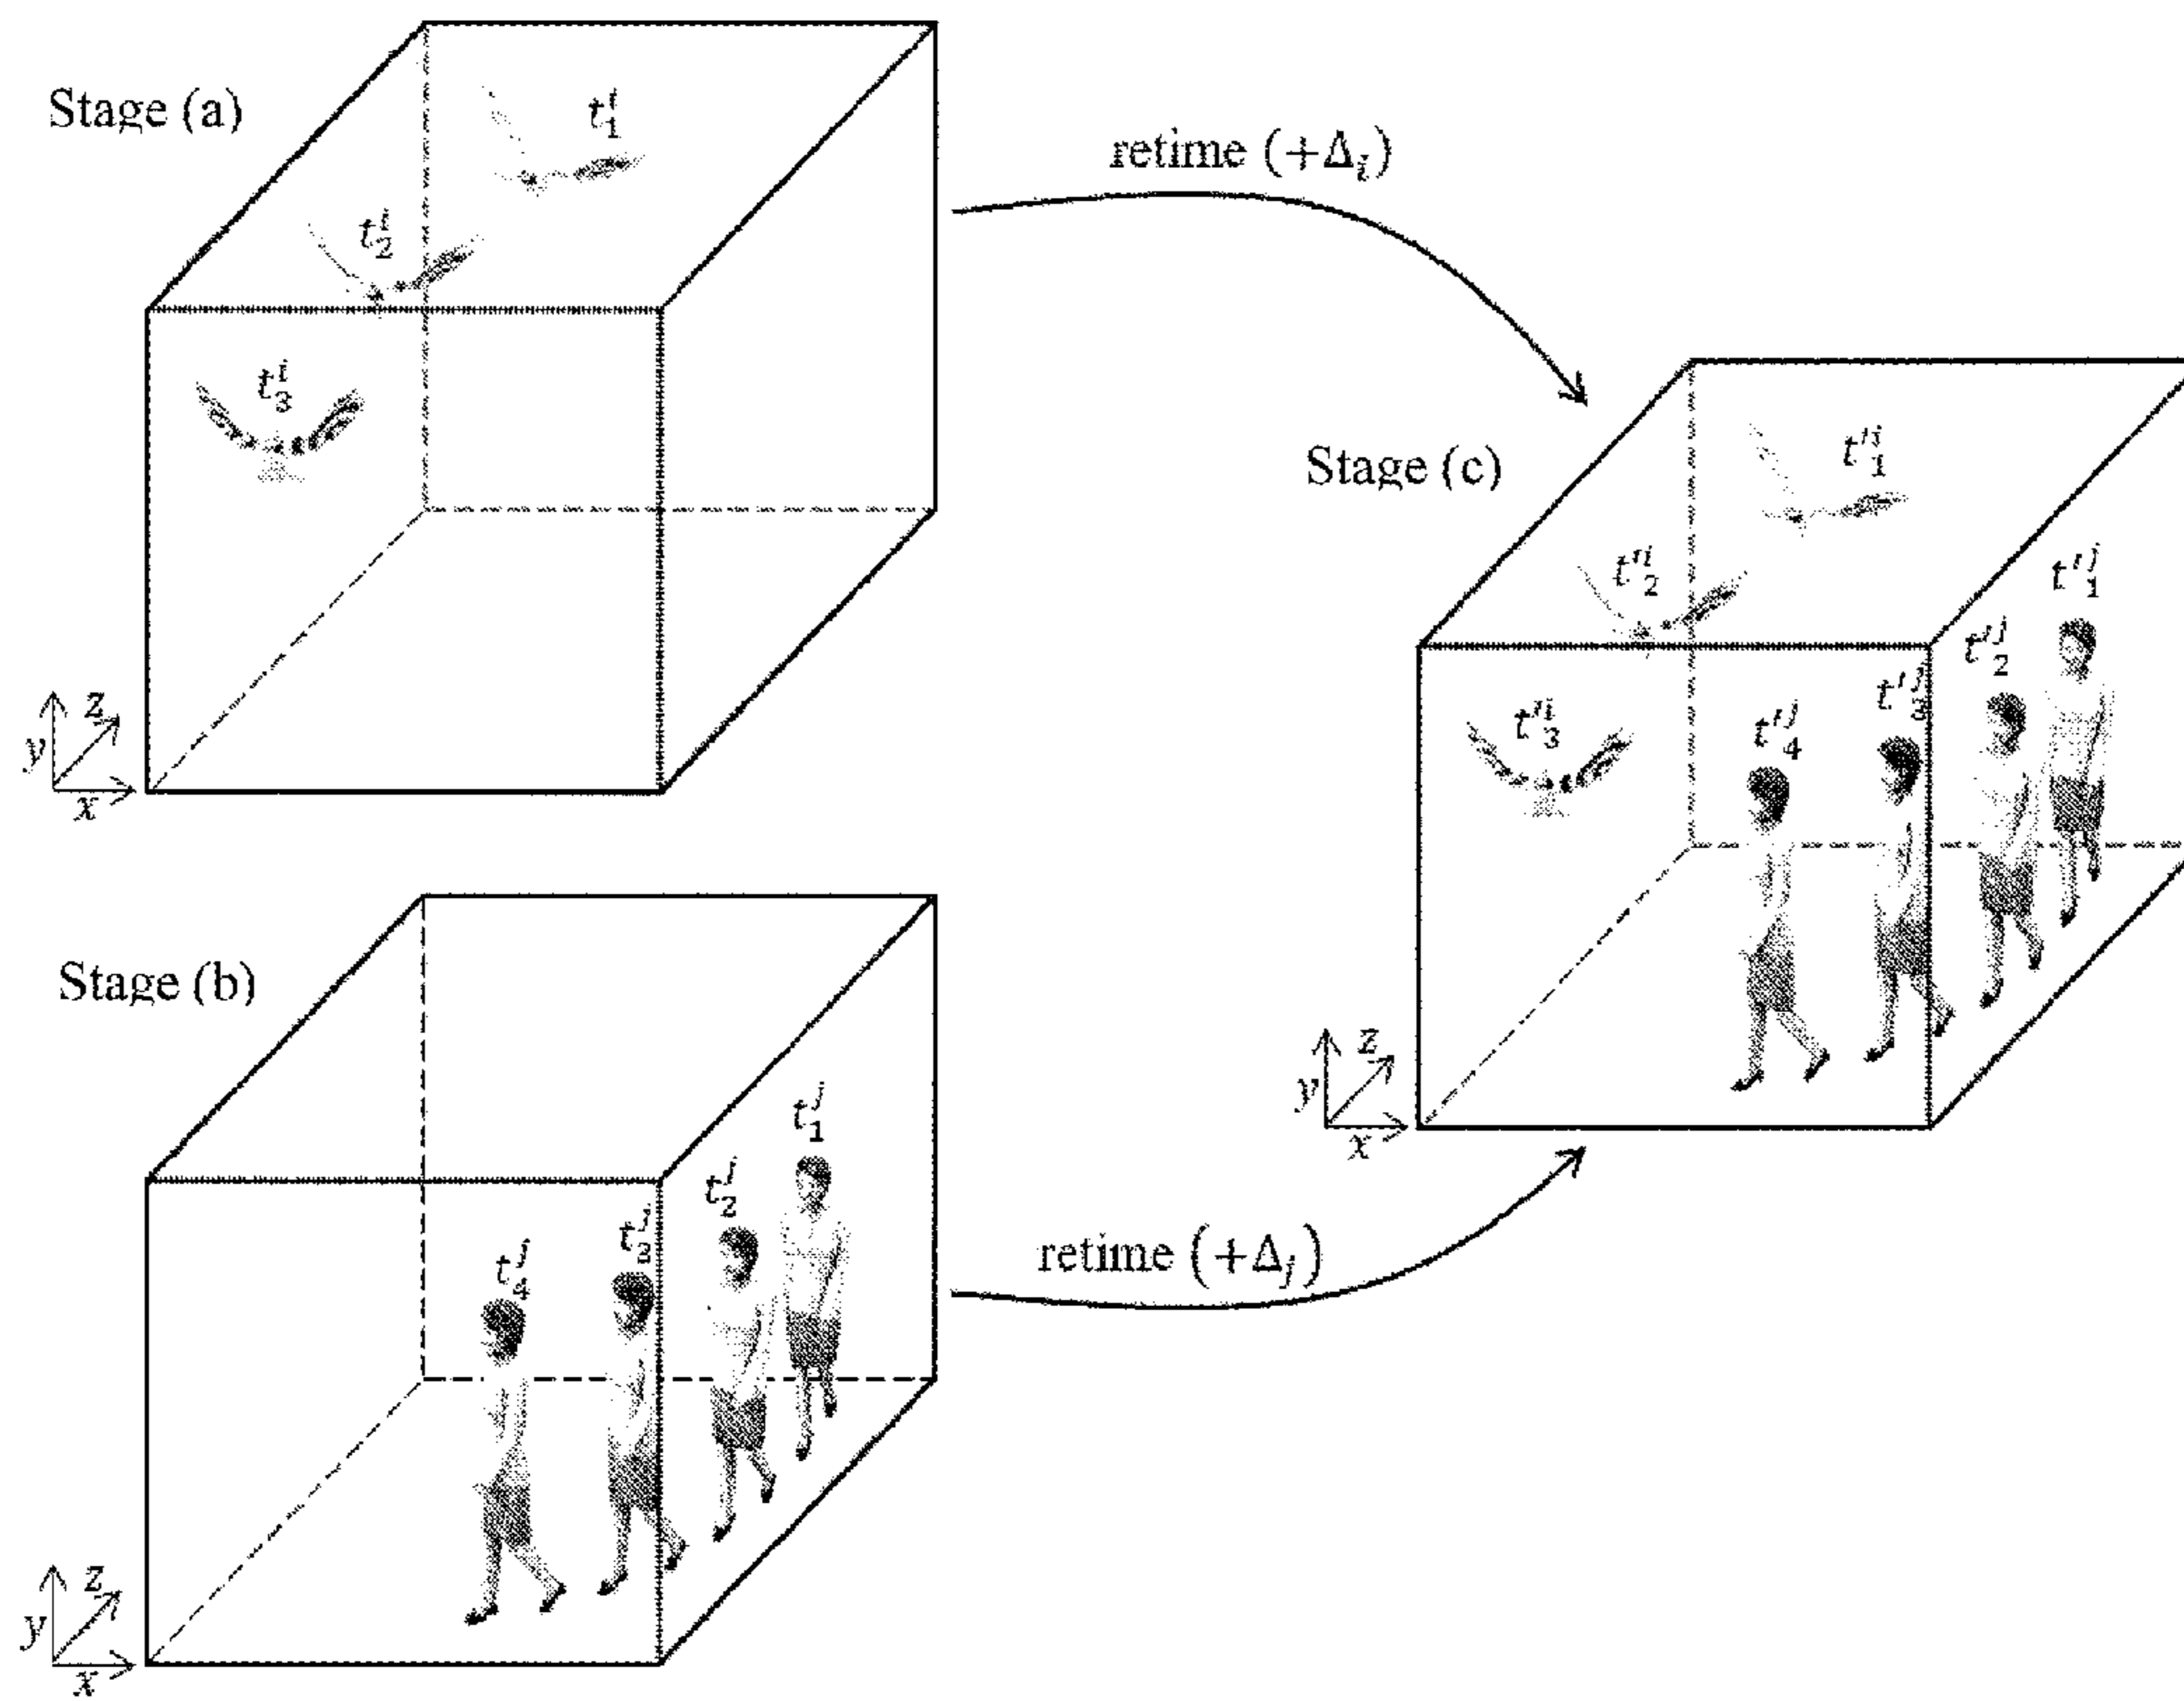 Stage (a)
t₁ⁱ
t₂ⁱ
t₃ⁱ
y
z
x
retime (+Δᵢ)
Stage (c)
t′₁ⁱ
t′₂ⁱ
t′₃ⁱ
t′₁ʲ
t′₂ʲ
t′₃ʲ
t′₄ʲ
y
z
x
Stage (b)
t₁ʲ
t₂ʲ
t₃ʲ
t₄ʲ
y
z
x
retime (+Δⱼ)